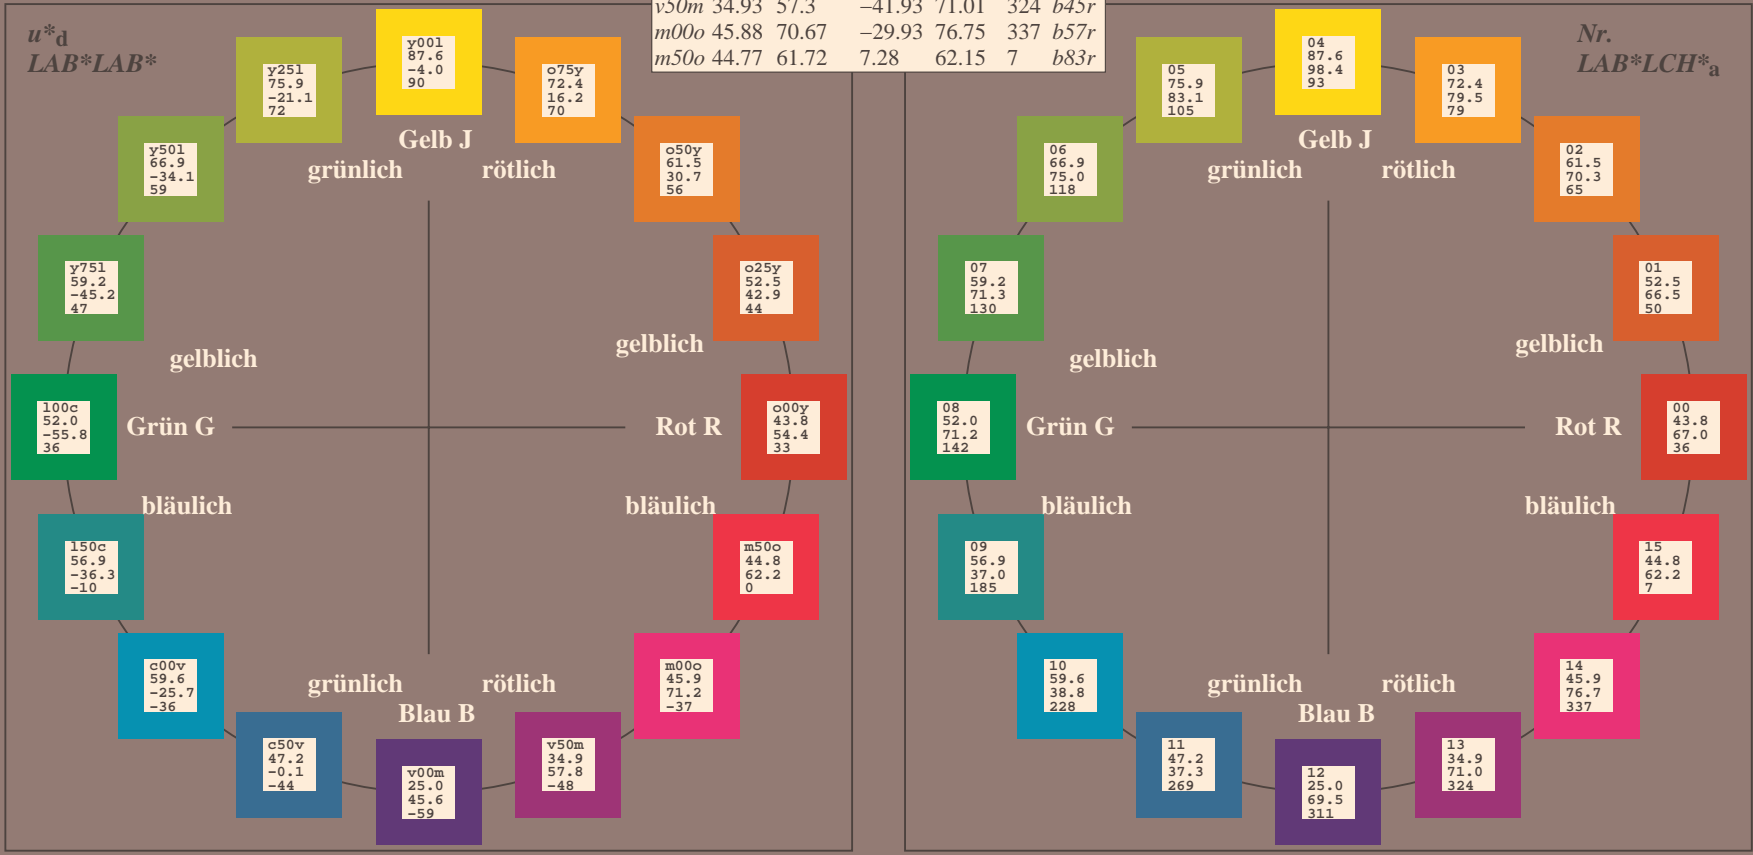 v50m 34.93 57.3 −41.93 71.01 324 b45r
m00o 45.88 70.67 −29.93 76.75 337 b57r
m50o 44.77 61.72 7.28 62.15 7 b83r
u*d
LAB*LAB*
y00l
87.6
-4.0
90
y25l
75.9
-21.1
72
o75y
72.4
16.2
70
Gelb J
grünlich rötlich
y50l
66.9
-34.1
59
o50y
61.5
30.7
56
y75l
59.2
-45.2
47
o25y
52.5
42.9
44
gelblich
gelblich
l00c
52.0
-55.8
36
Grün G
Rot R
o00y
43.8
54.4
33
bläulich
bläulich
l50c
56.9
-36.3
-10
m50o
44.8
62.2
0
c00v
59.6
-25.7
-36
m00o
45.9
71.2
-37
grünlich rötlich
Blau B
c50v
47.2
-0.1
-44
v00m
25.0
45.6
-59
v50m
34.9
57.8
-48
Nr.
LAB*LCH*a
04
87.6
98.4
93
05
75.9
83.1
105
03
72.4
79.5
79
Gelb J
grünlich rötlich
06
66.9
75.0
118
02
61.5
70.3
65
07
59.2
71.3
130
01
52.5
66.5
50
gelblich
gelblich
08
52.0
71.2
142
Grün G
Rot R
00
43.8
67.0
36
bläulich
bläulich
09
56.9
37.0
185
15
44.8
62.2
7
10
59.6
38.8
228
14
45.9
76.7
337
grünlich rötlich
Blau B
11
47.2
37.3
269
12
25.0
69.5
311
13
34.9
71.0
324